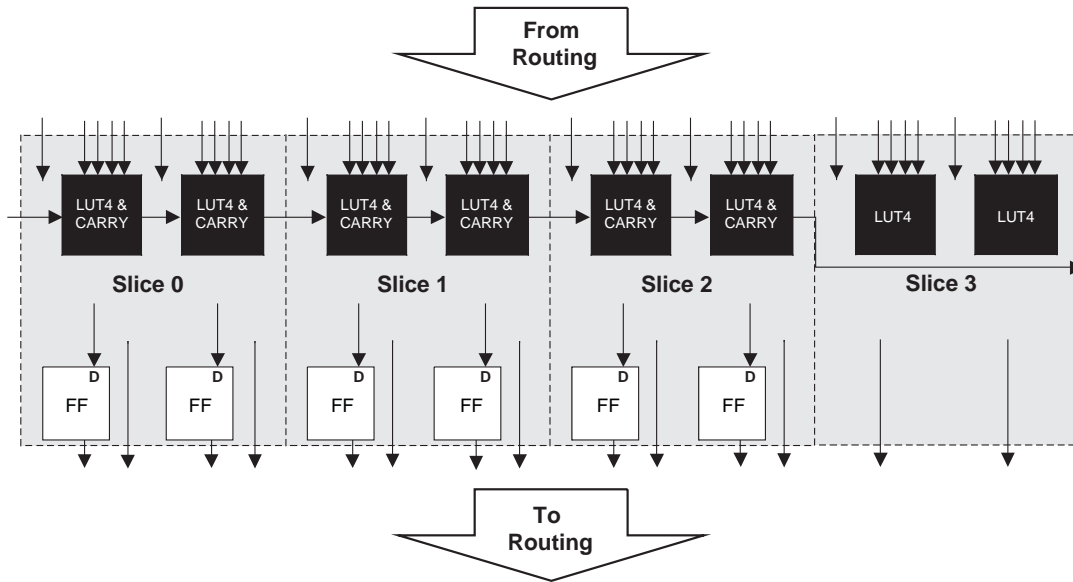 From
Routing
LUT4 &
CARRY
LUT4 &
CARRY
LUT4 &
CARRY
LUT4 &
CARRY
LUT4 &
CARRY
LUT4 &
CARRY
LUT4
LUT4
Slice 0
Slice 1
Slice 2
Slice 3
D
FF
D
FF
D
FF
D
FF
D
FF
D
FF
To
Routing